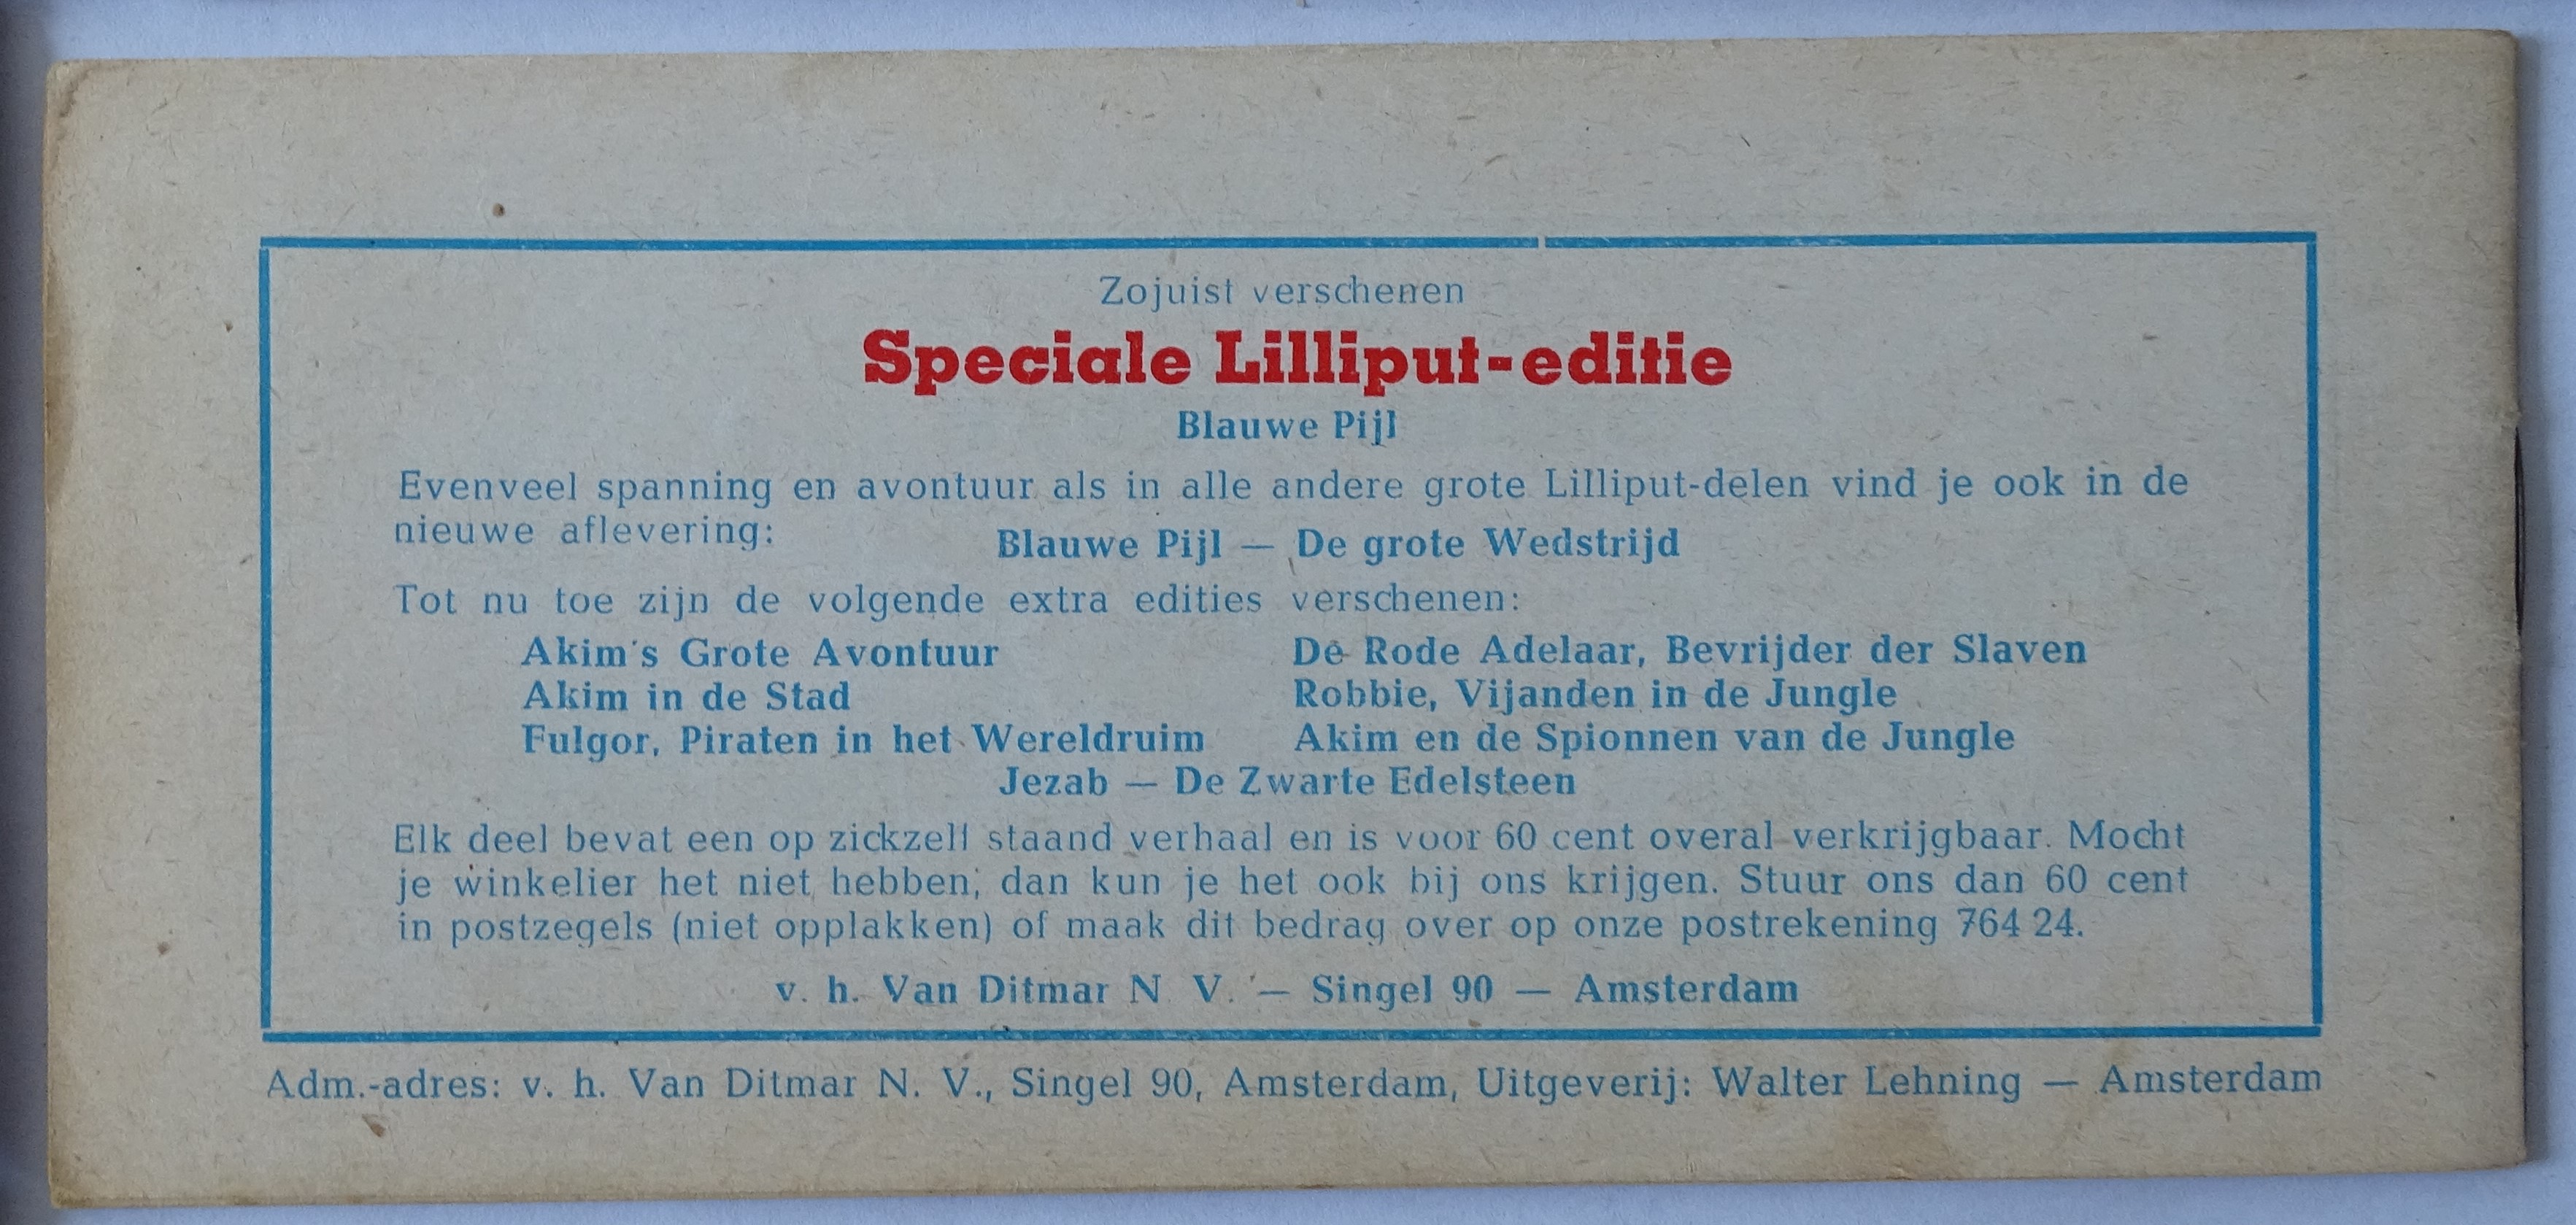 Zojuist verschenen
Speciale Lilliput-editie
Blauwe Pijl
Evenveel spanning en avontuur als in alle andere grote Lilliput-delen vind je ook in de
nieuwe aflevering:
Blauwe Pijl — De grote Wedstrijd
Tot nu toe zijn de volgende extra edities verschenen:
Akim's Grote Avontuur
Akim in de Stad
Fulgor, Piraten in het Wereldruim
De Rode Adelaar, Bevrijder der Slaven
Robbie, Vijanden in de Jungle
Akim en de Spionnen van de Jungle
Jezab — De Zwarte Edelsteen
Elk deel bevat een op zickzelf staand verhaal en is voor 60 cent overal verkrijgbaar. Mocht
je winkelier het niet hebben, dan kun je het ook bij ons krijgen. Stuur ons dan 60 cent
in postzegels (niet opplakken) of maak dit bedrag over op onze postrekening 764 24.
v. h. Van Ditmar N. V. — Singel 90 — Amsterdam
Adm.-adres: v. h. Van Ditmar N. V., Singel 90, Amsterdam, Uitgeverij: Walter Lehning — Amsterdam